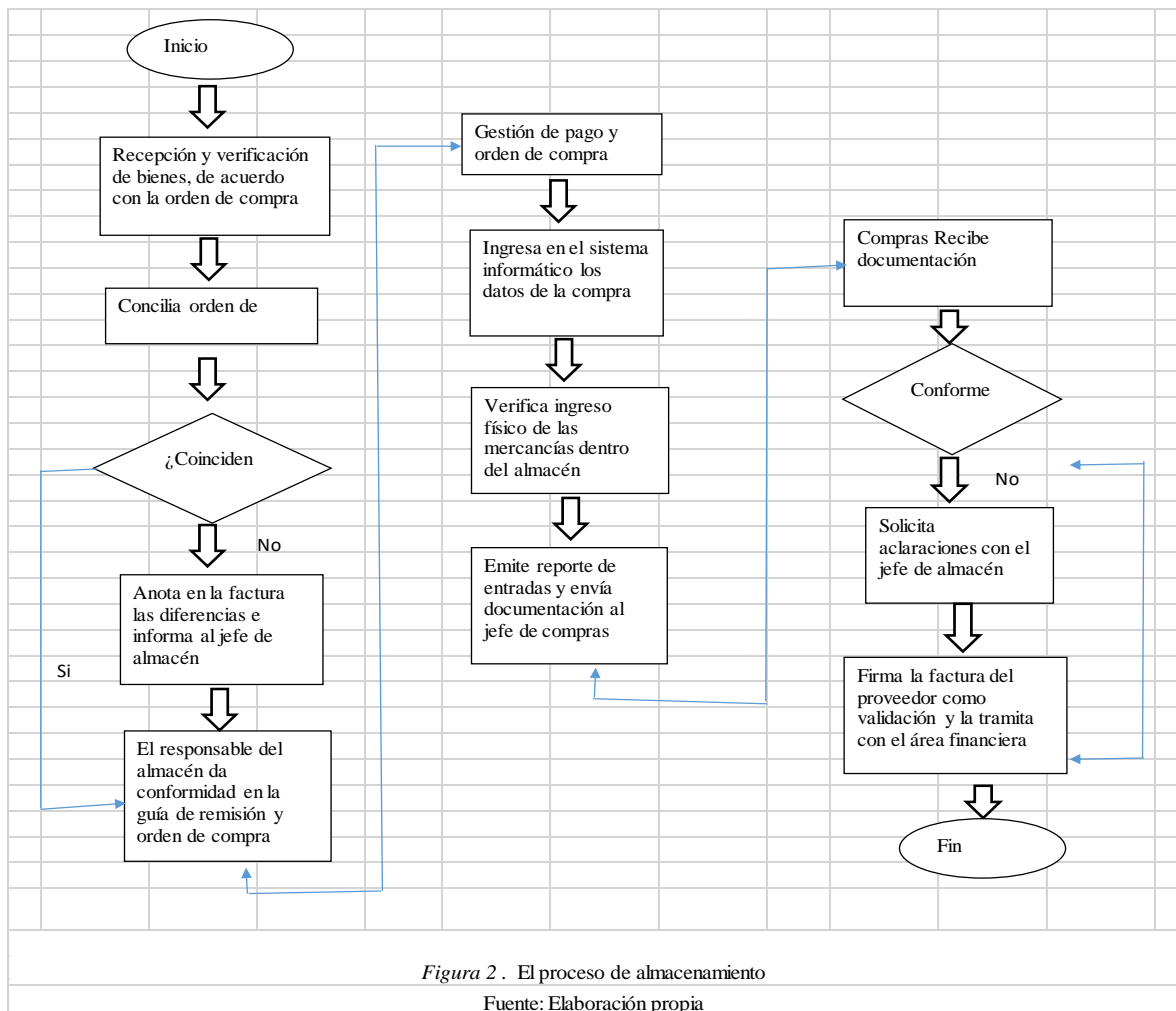 Inicio
Recepción y verificación
de bienes, de acuerdo
con la orden de compra
Concilia orden de
¿Coinciden
No
Anota en la factura
las diferencias e
informa al jefe de
almacén
Si
El responsable del
almacén da
conformidad en la
guía de remisión y
orden de compra
Gestión de pago y
orden de compra
Ingresa en el sistema
informático los
datos de la compra
Verifica ingreso
físico de las
mercancías dentro
del almacén
Emite reporte de
entradas y envía
documentación al
jefe de compras
Compras Recibe
documentación
Conforme
No
Solicita
aclaraciones con el
jefe de almacén
Firma la factura del
proveedor como
validación y la tramita
con el área financiera
Fin
Figura 2 . El proceso de almacenamiento
Fuente: Elaboración propia